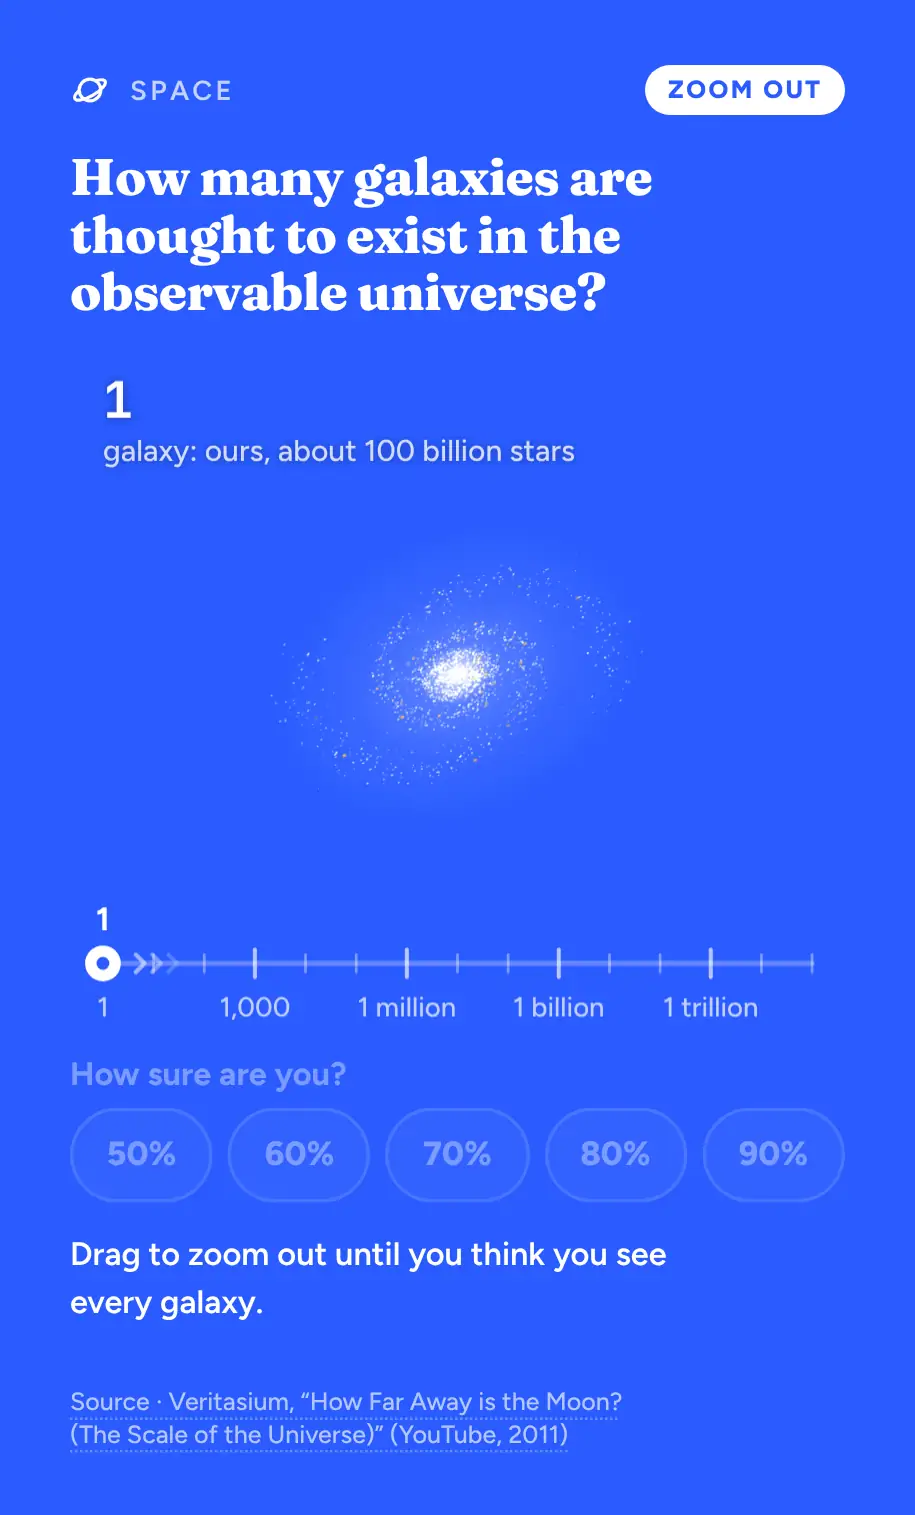 SPACE
ZOOM OUT
How many galaxies are
thought to exist in the
observable universe?
1
galaxy: ours, about 100 billion stars
1
1 1,000 1 million 1 billion 1 trillion
How sure are you?
50% 60% 70% 80% 90%
Drag to zoom out until you think you see
every galaxy.
Source · Veritasium, “How Far Away is the Moon?
(The Scale of the Universe)” (YouTube, 2011)